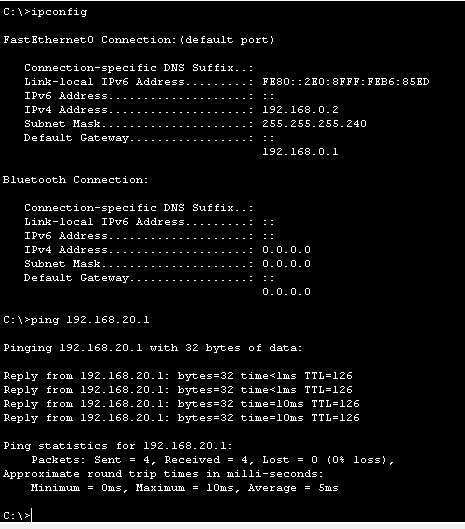 C:\>ipconfig
FastEthernet0 Connection:(default port)
Connection-specific DNS Suffix..:
Link-local IPv6 Address.........: FE80::2E0:8FFF:FEB6:85ED
IPv6 Address....................: ::
IPv4 Address....................: 192.168.0.2
Subnet Mask.....................: 255.255.255.240
Default Gateway.................: ::
192.168.0.1
Bluetooth Connection:
Connection-specific DNS Suffix..:
Link-local IPv6 Address.........: ::
IPv6 Address....................: ::
IPv4 Address....................: 0.0.0.0
Subnet Mask.....................: 0.0.0.0
Default Gateway.................: ::
0.0.0.0
C:\>ping 192.168.20.1
Pinging 192.168.20.1 with 32 bytes of data:
Reply from 192.168.20.1: bytes=32 time<1ms TTL=126
Reply from 192.168.20.1: bytes=32 time<1ms TTL=126
Reply from 192.168.20.1: bytes=32 time=10ms TTL=126
Reply from 192.168.20.1: bytes=32 time=10ms TTL=126
Ping statistics for 192.168.20.1:
Packets: Sent = 4, Received = 4, Lost = 0 (0% loss),
Approximate round trip times in milli-seconds:
Minimum = 0ms, Maximum = 10ms, Average = 5ms
C:\>